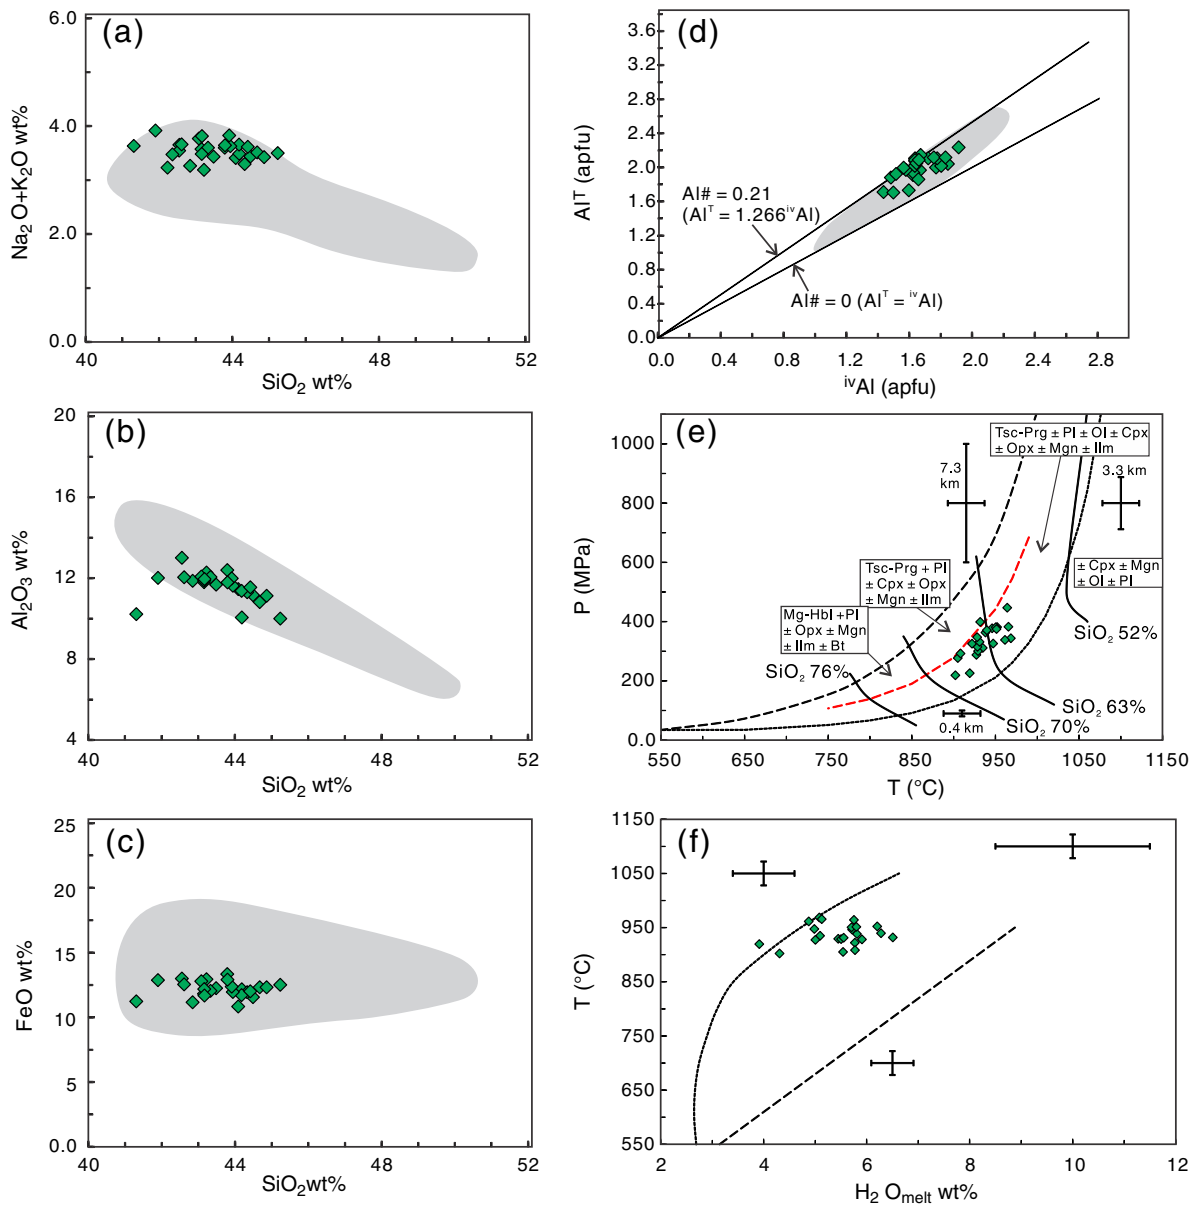 (a)
6.0
4.0
2.0
0.0
40
44
48
52
Na2O+K2O wt%
SiO2 wt%
(b)
20
16
12
8
4
40
44
48
52
Al2O3 wt%
SiO2 wt%
(c)
25
20
15
10
5
0.0
40
44
48
52
FeO wt%
SiO2wt%
(d)
3.6
3.2
2.8
2.4
2.0
1.6
1.2
0.8
0.4
0.0
0.0
0.4
0.8
1.2
1.6
2.0
2.4
2.8
AlT (apfu)
ivAl (apfu)
Al# = 0.21
(AlT = 1.266ivAl)
Al# = 0 (AlT = ivAl)
(e)
1000
800
600
400
200
0.0
550
650
750
850
950
1050
1150
P (MPa)
T (°C)
Tsc-Prg ± Pl ± Ol ± Cpx
± Opx ± Mgn ± Ilm
7.3
km
3.3 km
Tsc-Prg + Pl
± Cpx ± Opx
± Mgn ± Ilm
± Cpx ± Mgn
± Ol ± Pl
Mg-Hbl +Pl
± Opx ± Mgn
± Ilm ± Bt
SiO2 52%
SiO2 76%
SiO2 63%
SiO2 70%
0.4 km
(f)
1150
1050
950
850
750
650
550
2
4
6
8
10
12
T (°C)
H2 Omelt wt%